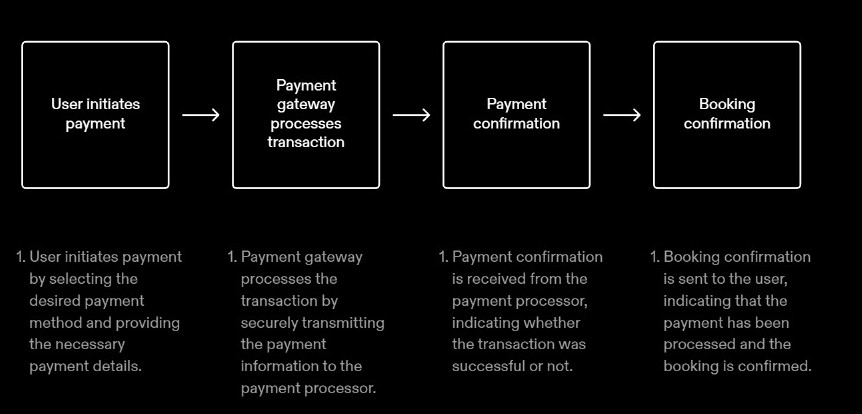 User initiates
payment
Payment
gateway
processes
transaction
Payment
confirmation
Booking
confirmation
1. User initiates payment
by selecting the
desired payment
method and providing
the necessary
payment details.
1. Payment gateway
processes the
transaction by
securely transmitting
the payment
information to the
payment processor.
1. Payment confirmation
is received from the
payment processor,
indicating whether
the transaction was
successful or not.
1. Booking confirmation
is sent to the user,
indicating that the
payment has been
processed and the
booking is confirmed.